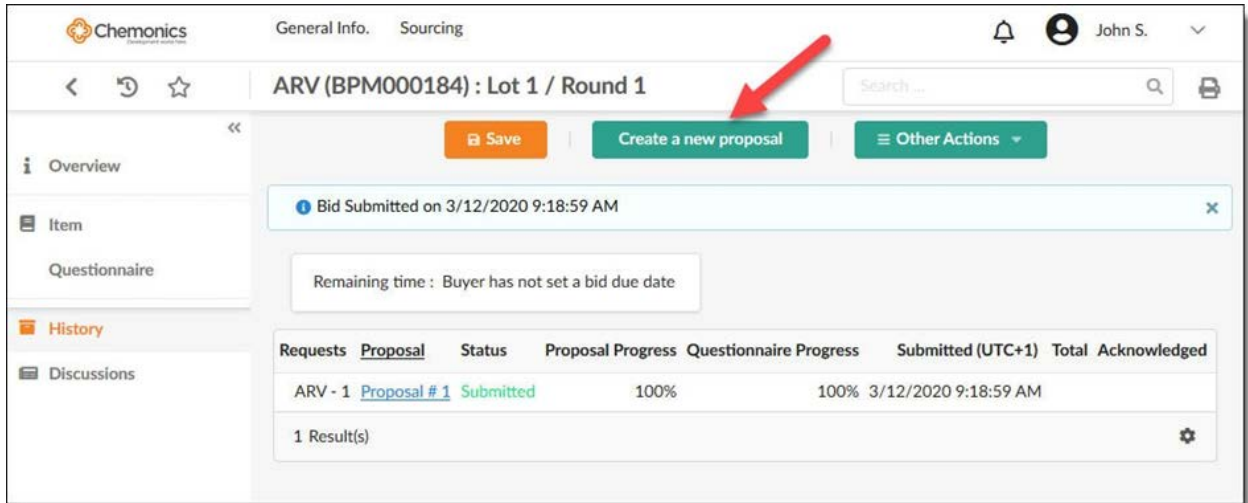 Chemonics
General Info. Sourcing
John S.
ARV (BPM000184) : Lot 1 / Round 1
Search ...
Save
Create a new proposal
Other Actions
Overview
Bid Submitted on 3/12/2020 9:18:59 AM
Item
Questionnaire
Remaining time : Buyer has not set a bid due date
History
Discussions
Requests Proposal Status Proposal Progress Questionnaire Progress Submitted (UTC+1) Total Acknowledged
ARV - 1 Proposal # 1 Submitted 100% 100% 3/12/2020 9:18:59 AM
1 Result(s)